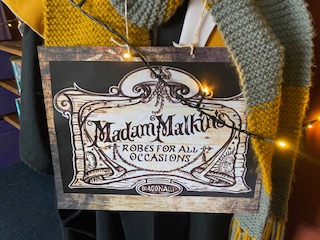 Madam Malkin's
ROBES FOR ALL
OCCASIONS
DIAGON ALLEY